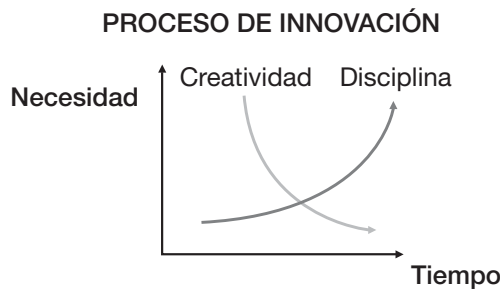 PROCESO DE INNOVACIÓN
Creatividad Disciplina
Necesidad
Tiempo